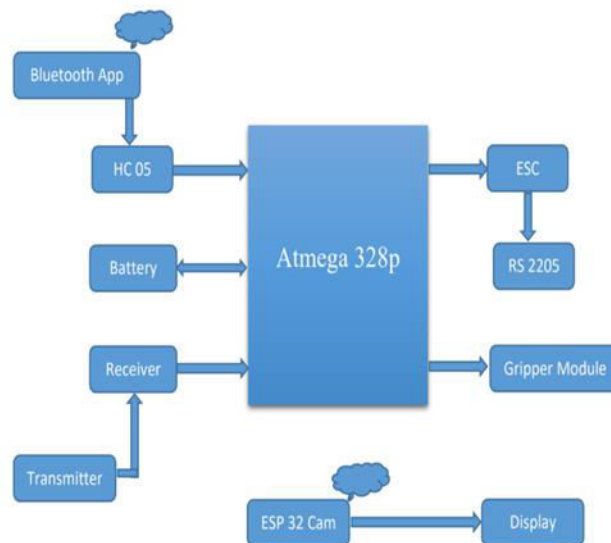 Bluetooth App
HC 05
ESC
Battery
Atmega 328p
RS 2205
Receiver
Gripper Module
Transmitter
ESP 32 Cam
Display